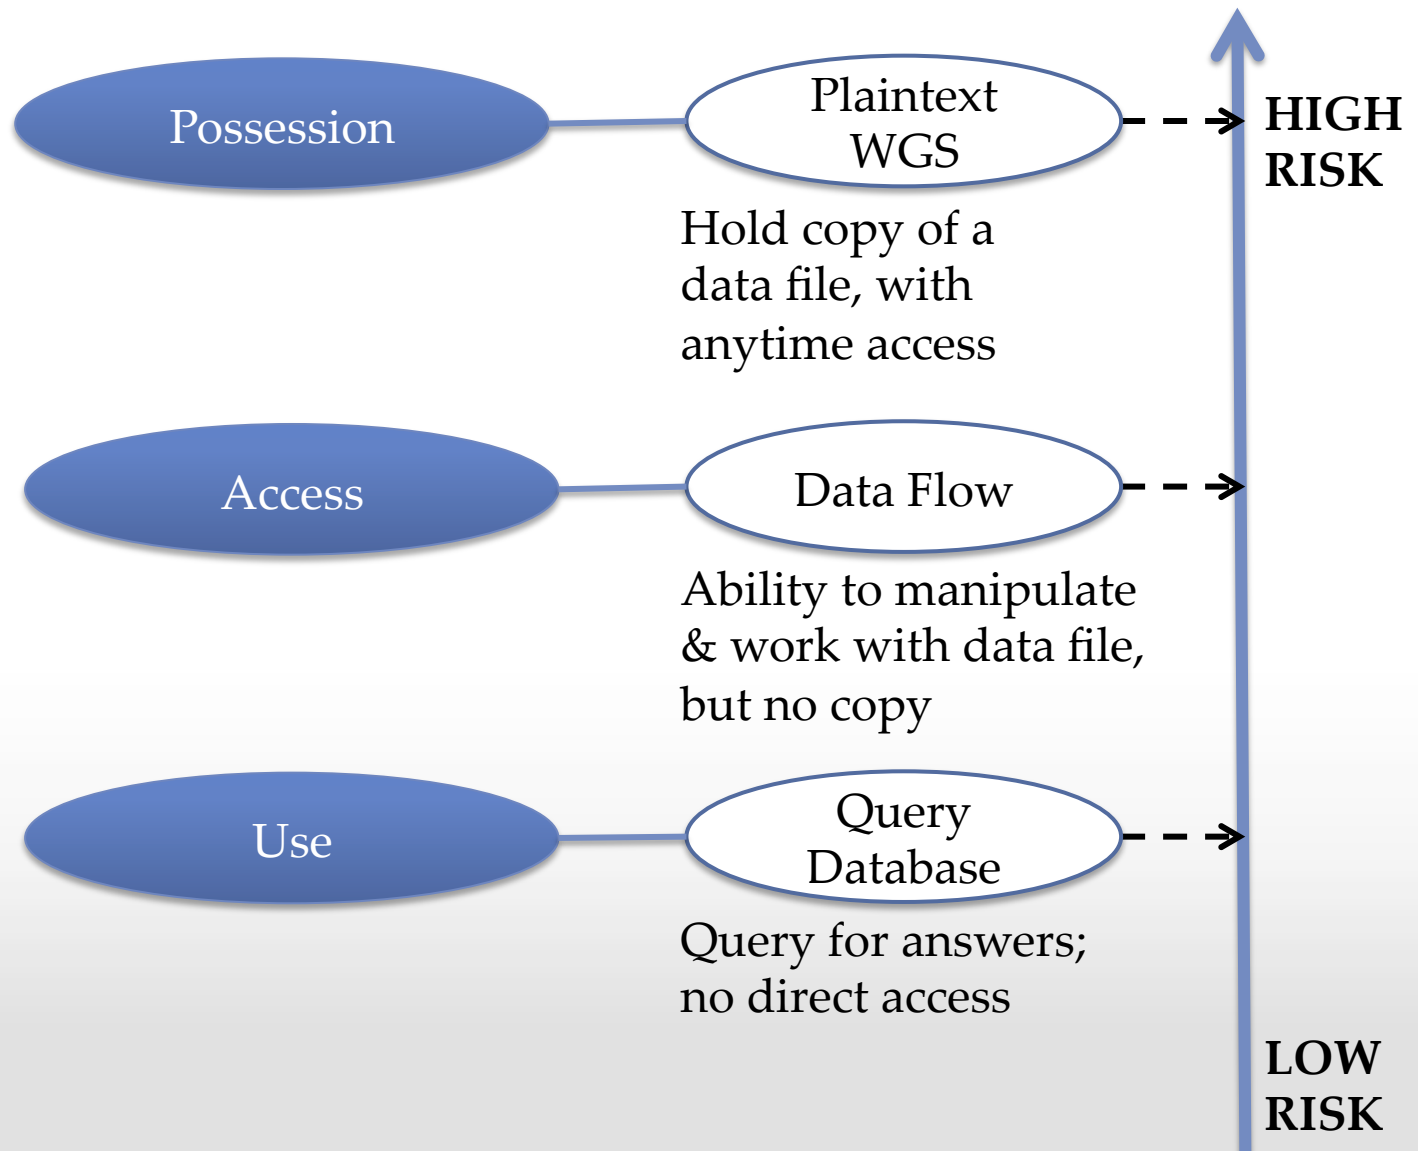 Possession
Plaintext
WGS
HIGH
RISK
Hold copy of a
data file, with
anytime access
Access
Data Flow
Ability to manipulate
& work with data file,
but no copy
Use
Query
Database
Query for answers;
no direct access
LOW
RISK